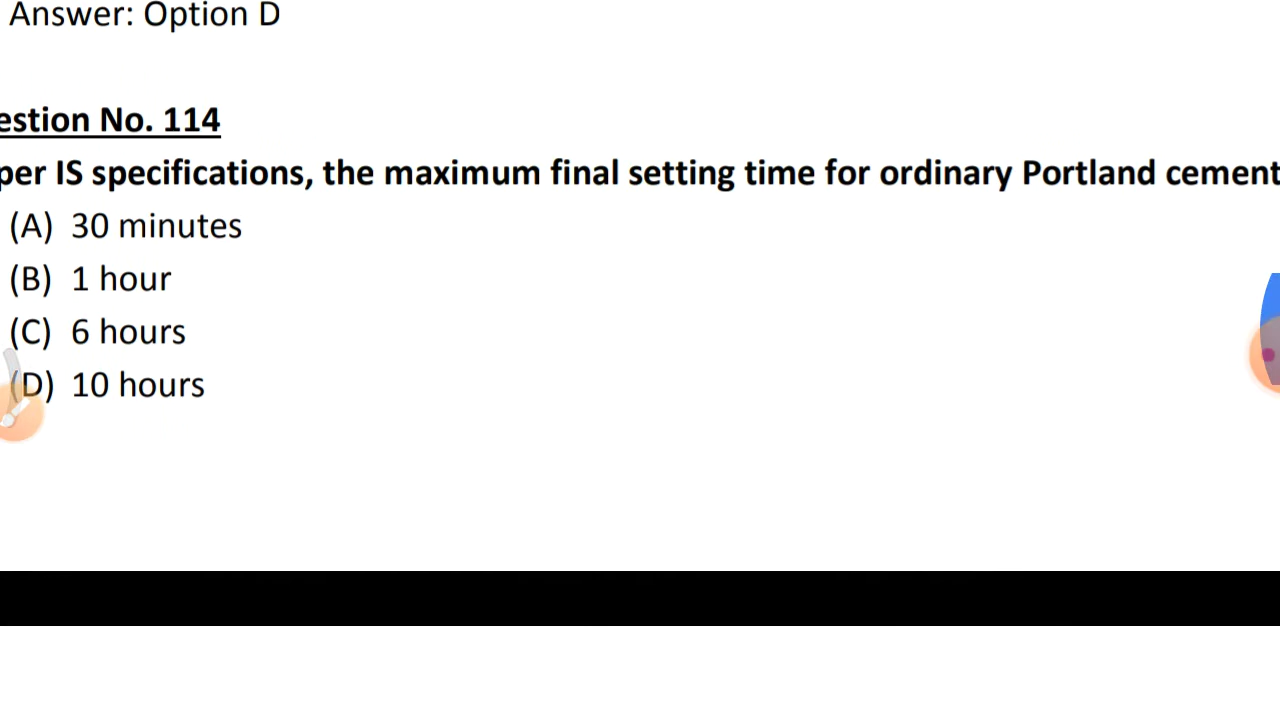 Answer: Option D
estion No. 114
per IS specifications, the maximum final setting time for ordinary Portland cement
(A) 30 minutes
(B) 1 hour
(C) 6 hours
(D) 10 hours